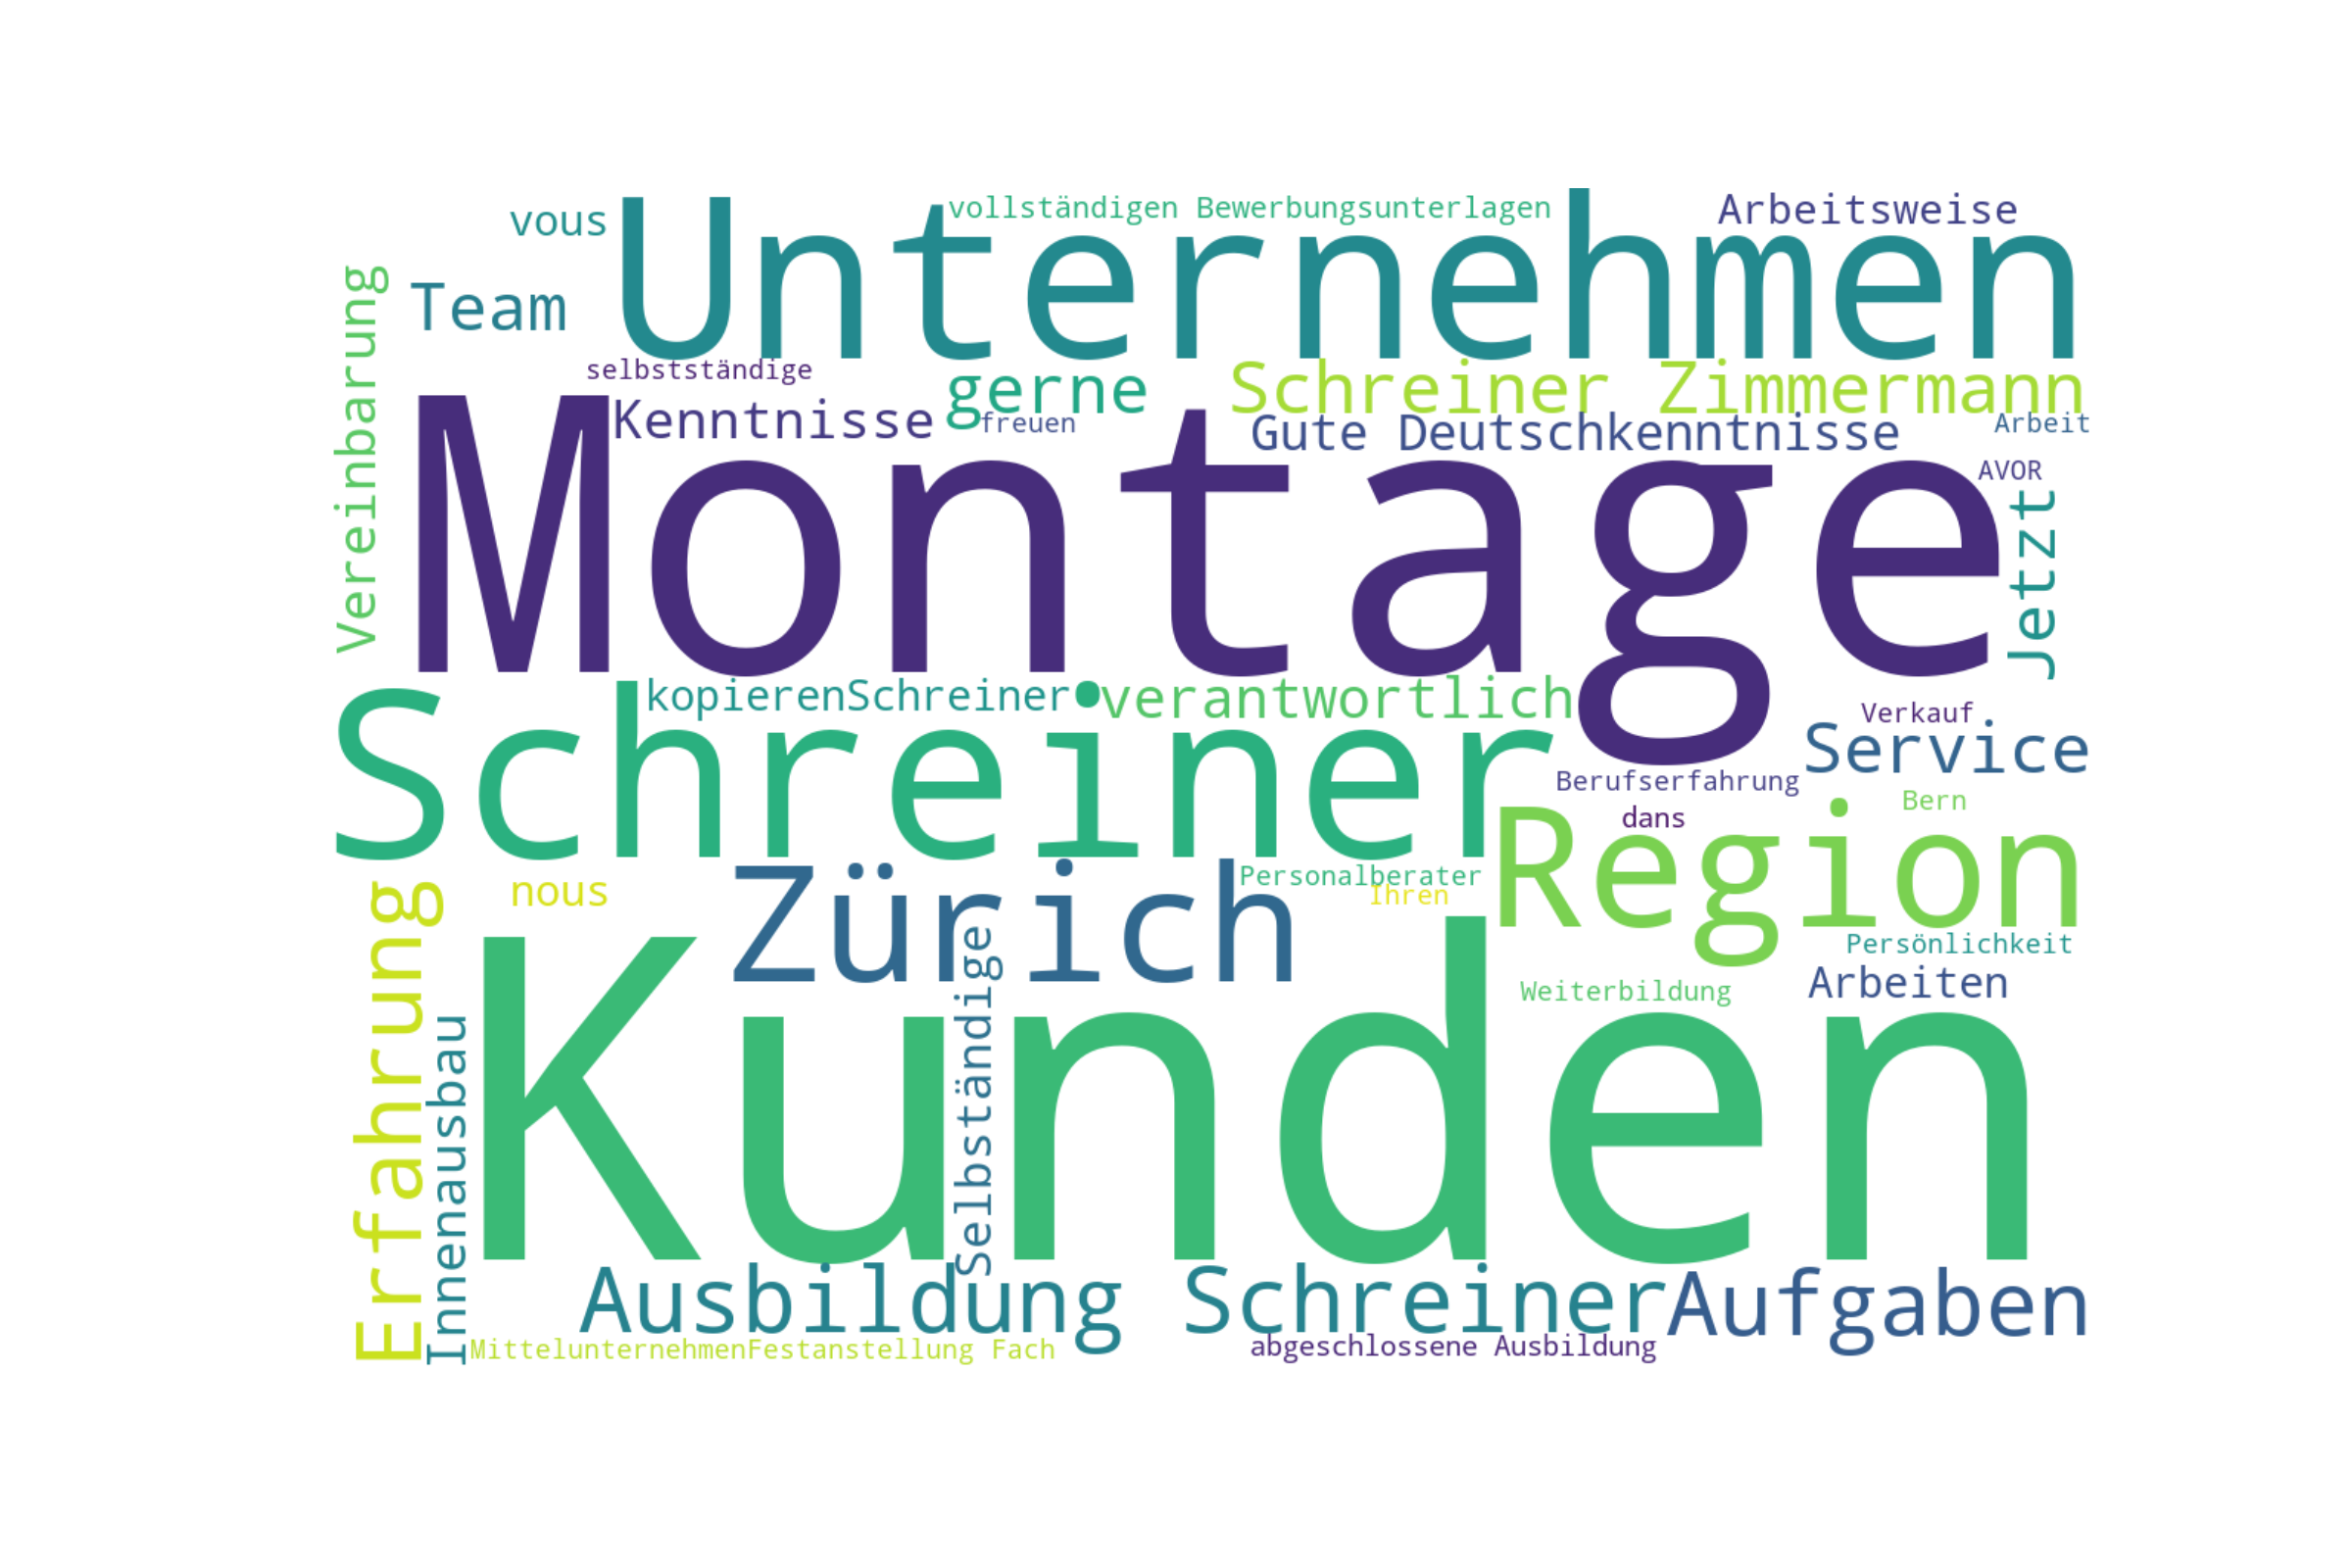 vous
Unternehmen
vollständigen Bewerbungsunterlagen
Arbeitsweise
Vereinbarung
Team
selbstständige
gerne
Schreiner Zimmermann
Kenntnisse
freuen
Gute Deutschkenntnisse
Arbeit
Montage
AVOR
Jetzt
kopierenSchreiner
verantwortlich
Schreiner
Verkauf
Service
Berufserfahrung
Bern
dans
Region
Erfahrung
nous
Zürich
Personalberater
Ihren
Persönlichkeit
Selbständige
Weiterbildung
Arbeiten
Innenausbau
Kunden
Ausbildung Schreiner
Aufgaben
MittelunternehmenFestanstellung Fach
abgeschlossene Ausbildung